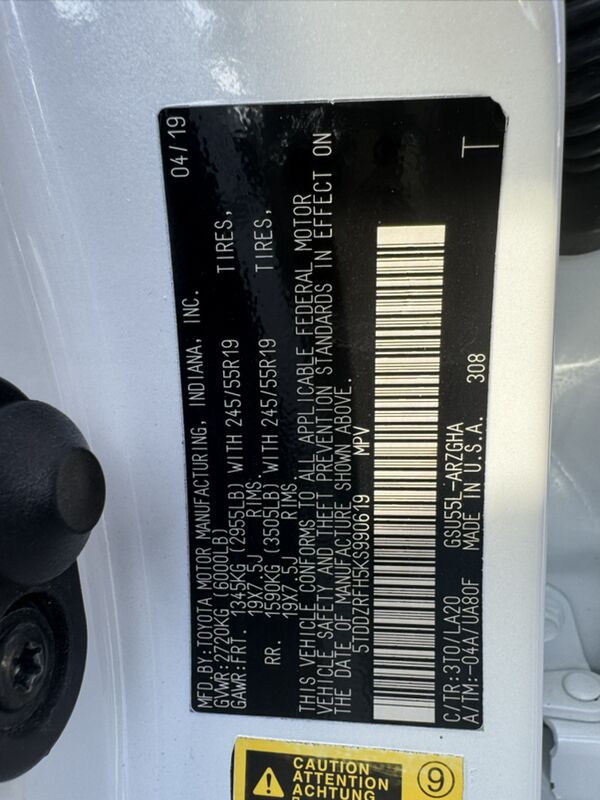 MFD.BY:TOYOTA MOTOR MANUFACTURING, INDIANA, INC. 04/19
GVWR:2720KG (6000LB)
GAWR:FRT. 1345KG (2955LB) WITH 245/55R19 TIRES,
19X7.5J RIMS,
RR. 1590KG (3505LB) WITH 245/55R19 TIRES,
19X7.5J RIMS.
THIS VEHICLE CONFORMS TO ALL APPLICABLE FEDERAL MOTOR
VEHICLE SAFETY AND THEFT PREVENTION STANDARDS IN EFFECT ON
THE DATE OF MANUFACTURE SHOWN ABOVE.
5TDDZRFH5KS990619 MPV
C/TR:3T0/LA20 GSU55L-ARZGHA T
A/TM:-04A/UA80F MADE IN U.S.A. 308
CAUTION
ATTENTION
ACHTUNG
9